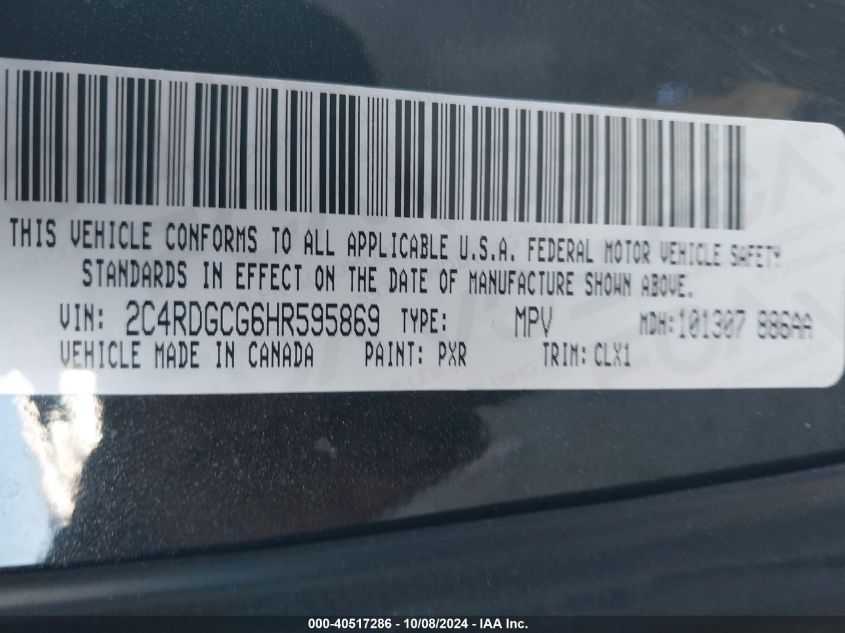 THIS VEHICLE CONFORMS TO ALL APPLICABLE U.S.A. FEDERAL MOTOR VEHICLE SAFETY
STANDARDS IN EFFECT ON THE DATE OF MANUFACTURE SHOWN ABOVE.
VIN: 2C4RDGCG6HR595869 TYPE: MPV MDH:101307 886AA
VEHICLE MADE IN CANADA PAINT: PXR TRIM: CLX1
000-40517286 - 10/08/2024 - IAA Inc.